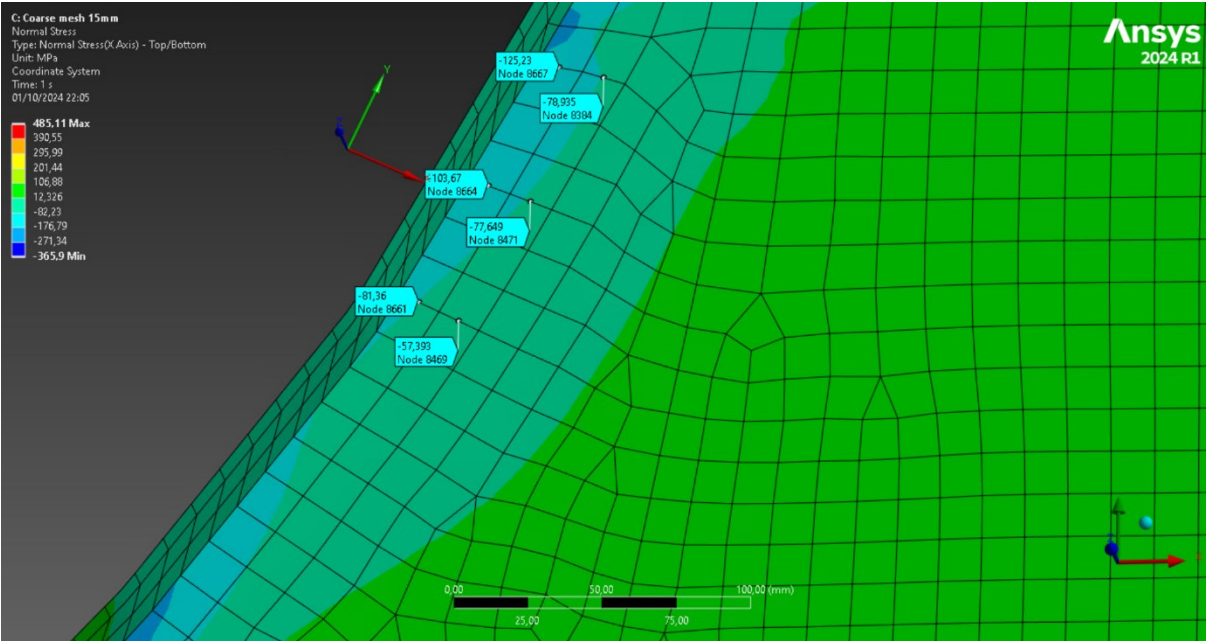 C: Coarse mesh 15mm
Normal Stress
Type: Normal Stress(X Axis) - Top/Bottom
Unit: MPa
Coordinate System
Time: 1 s
01/10/2024 22:05
485,11 Max
390,55
295,99
201,44
106,88
12,326
-82,23
-176,79
-271,34
-365,9 Min
Ansys
2024 R1
-125,23
Node 8667
-78,935
Node 8384
Y
-103,67
Node 8664
-77,649
Node 8471
-81,36
Node 8661
-57,393
Node 8469
0,00
50,00
100,00 (mm)
25,00
75,00